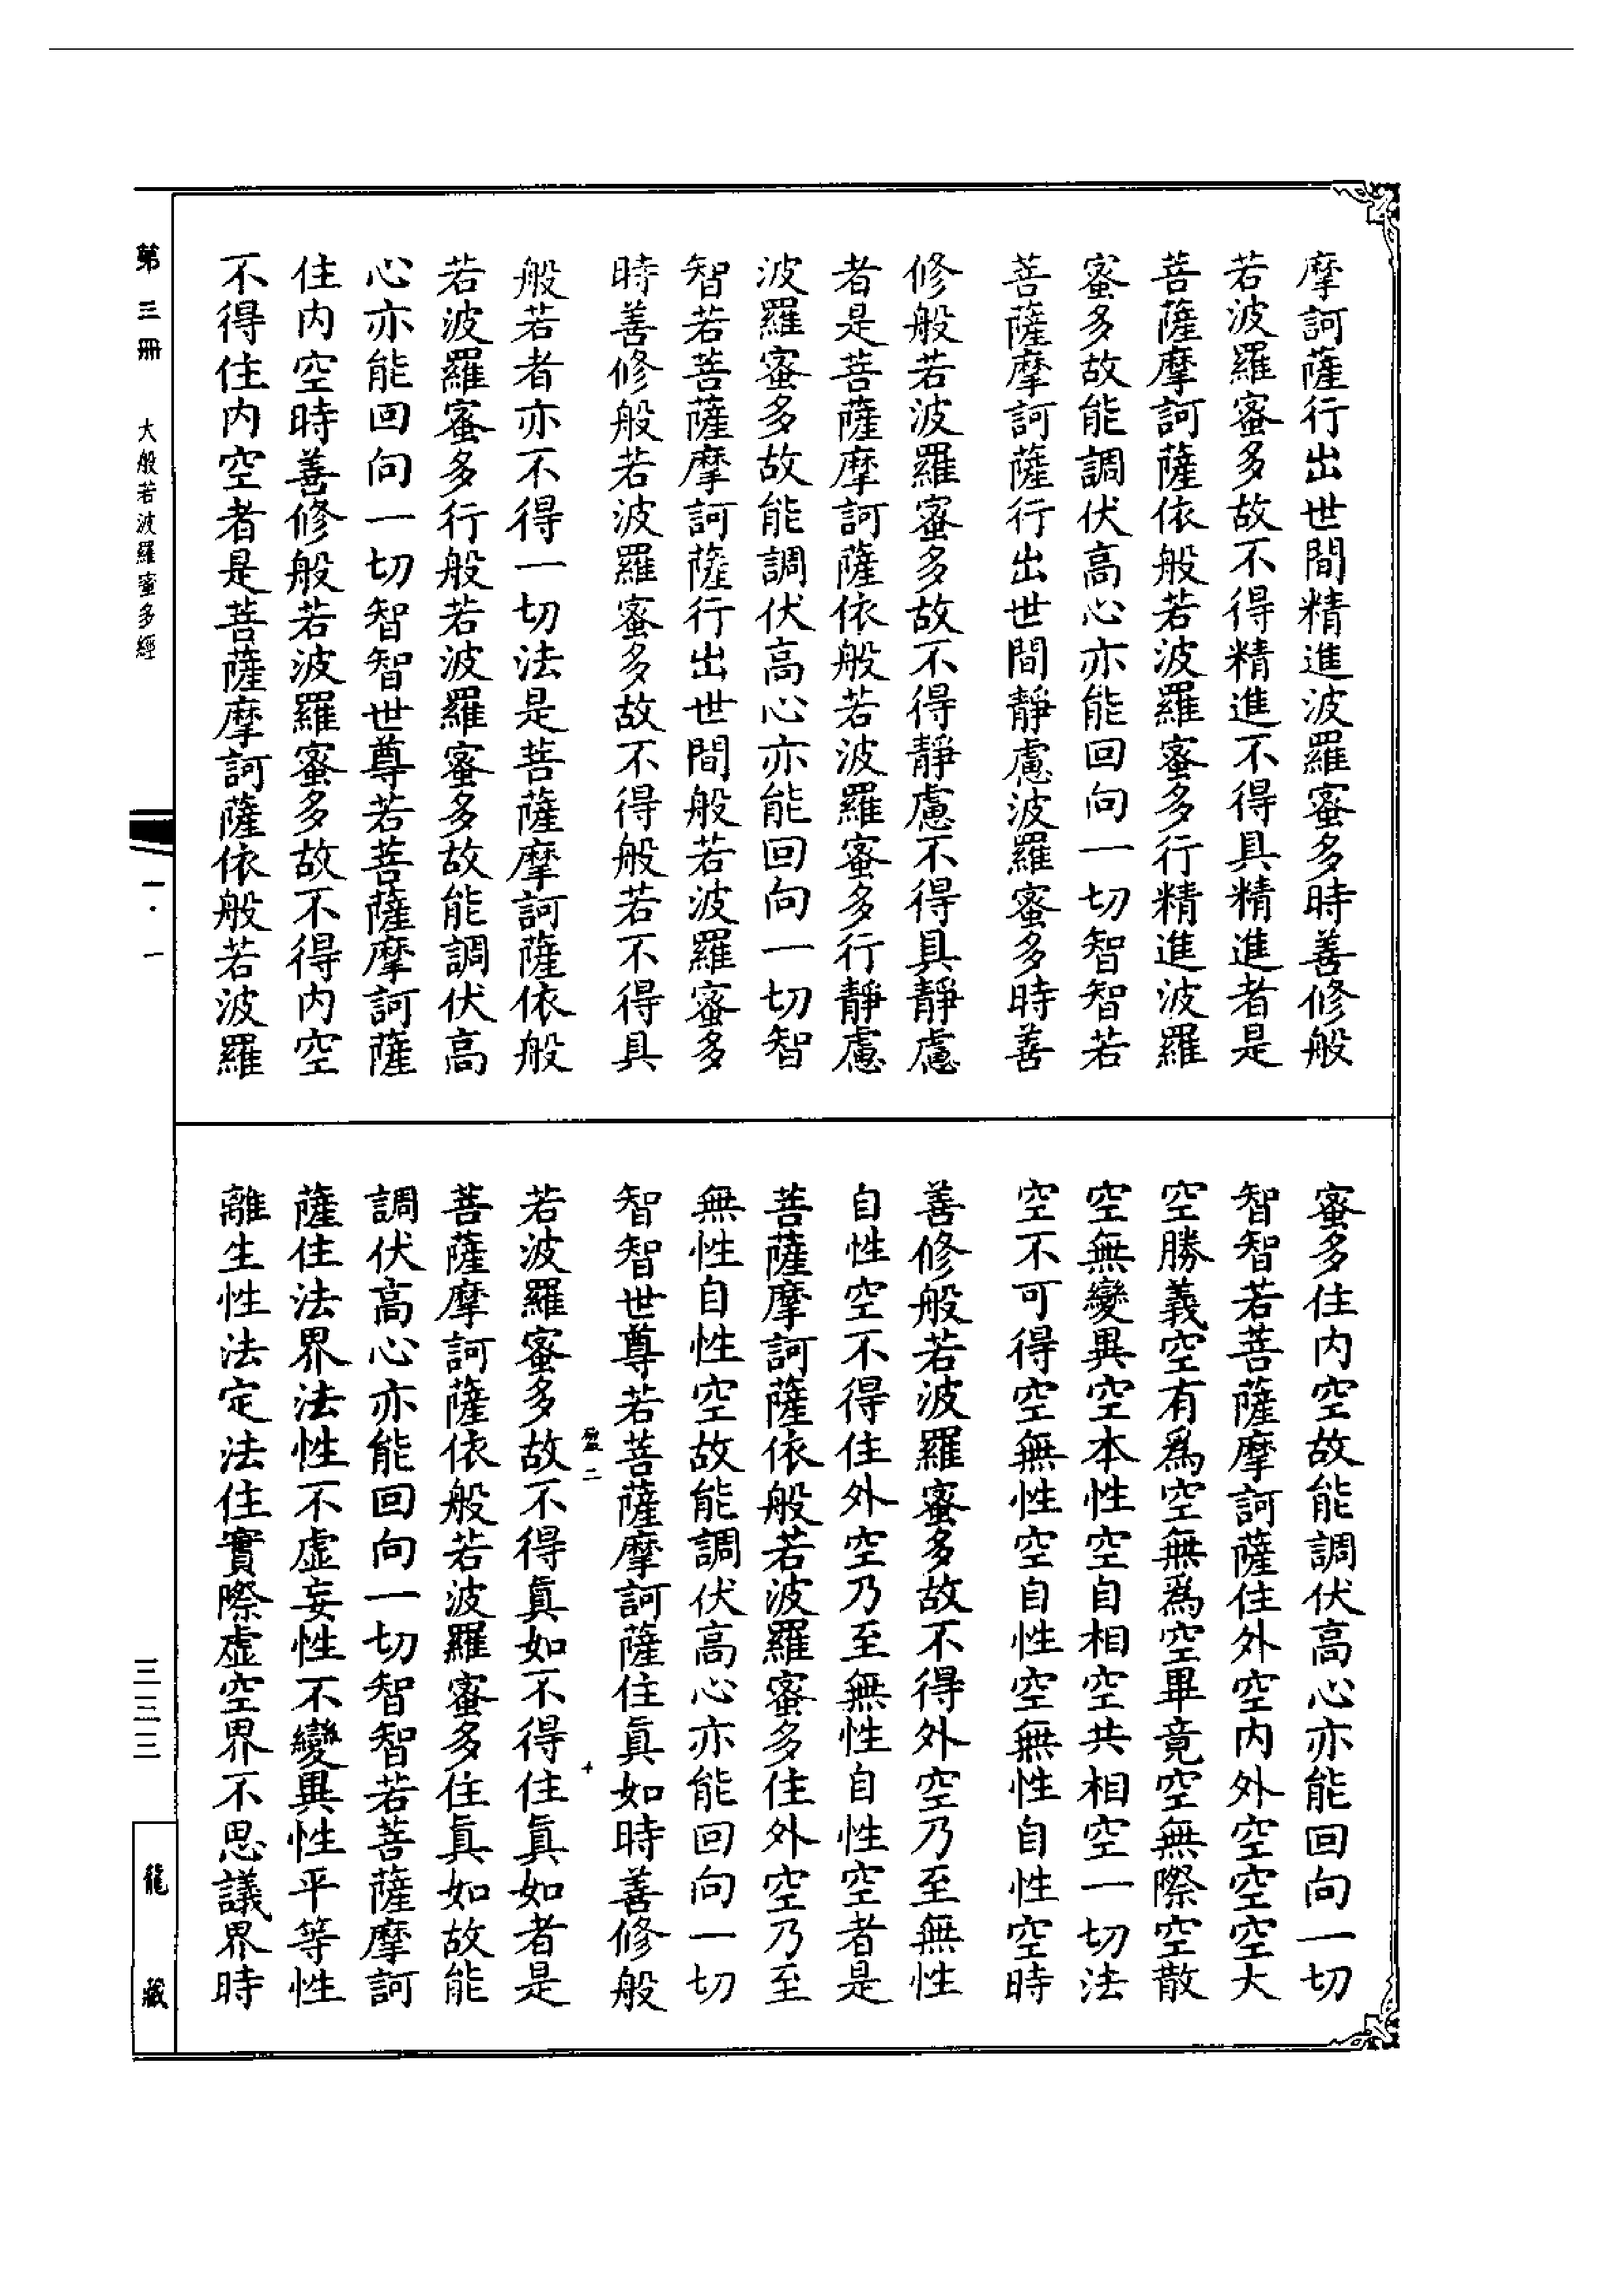 摩訶薩行出世間精進波羅蜜多時善修般
若波羅蜜多故不得精進不得具精進者是
菩薩摩訶薩依般若波羅蜜多行精進波羅
蜜多故能調伏高心亦能回向一切智智若
菩薩摩訶薩行出世間靜慮波羅蜜多時善
修般若波羅蜜多故不得靜慮不得具靜慮
者是菩薩摩訶薩依般若波羅蜜多行靜慮
波羅蜜多故能調伏高心亦能回向一切智
智若菩薩摩訶薩行出世間般若波羅蜜多
時善修般若波羅蜜多故不得般若不得具
般若者亦不得一切法是菩薩摩訶薩依般
若波羅蜜多行般若波羅蜜多故能調伏高
心亦能回向一切智智世尊若菩薩摩訶薩
住内空時善修般若波羅蜜多故不得内空
不得住内空者是菩薩摩訶薩依般若波羅
蜜多住内空故能調伏高心亦能回向一切
智智若菩薩摩訶薩住外空内外空空空大
空勝義空有爲空無爲空畢竟空無際空散
空無變異空本性空自相空共相空一切法
空不可得空無性空自性空無性自性空時
善修般若波羅蜜多故不得外空乃至無性
自性空不得住外空乃至無性自性空者是
菩薩摩訶薩依般若波羅蜜多住外空乃至
無性自性空故能調伏高心亦能回向一切
智智世尊若菩薩摩訶薩住眞如時善修般
二 十
若波羅蜜多故不得眞如不得住眞如者是
菩薩摩訶薩依般若波羅蜜多住眞如故能
調伏高心亦能回向一切智智若菩薩摩訶
薩住法界法性不虛妄性不變異性平等性
離生性法定法住實際虛空界不思議界時
第三冊 大般若波羅蜜多經
一·一
三三三
龍藏